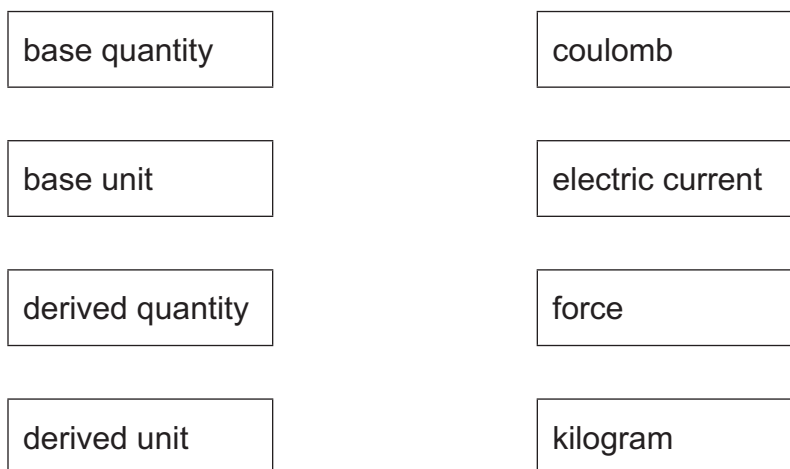 base quantity
coulomb
base unit
electric current
derived quantity
force
derived unit
kilogram